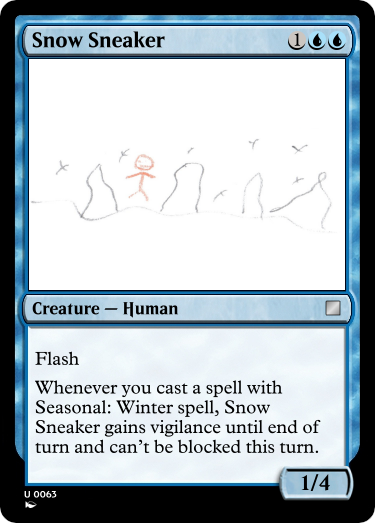 Snow Sneaker 1
Creature — Human
Flash
Whenever you cast a spell with
Seasonal: Winter spell, Snow
Sneaker gains vigilance until end of
turn and can't be blocked this turn.
1/4
U 0063